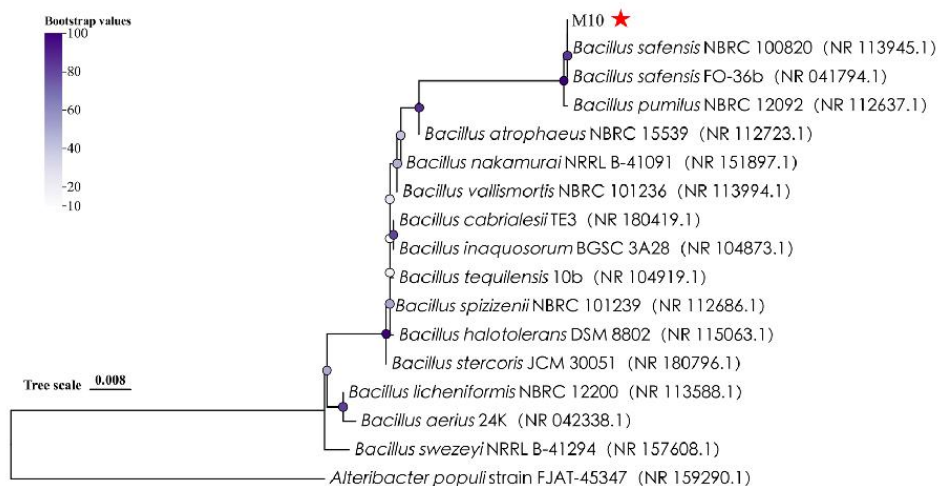 Bootstrap values
100
80
60
40
20
10
M10
Bacillus safensis NBRC 100820 (NR 113945.1)
Bacillus safensis FO-36b (NR 041794.1)
Bacillus pumilus NBRC 12092 (NR 112637.1)
Bacillus atrophaeus NBRC 15539 (NR 112723.1)
Bacillus nakamurai NRRL B-41091 (NR 151897.1)
Bacillus vallismortis NBRC 101236 (NR 113994.1)
Bacillus cabrialesii TE3 (NR 180419.1)
Bacillus inaquosorum BGSC 3A28 (NR 104873.1)
Bacillus tequilensis 10b (NR 104919.1)
Bacillus spizizenii NBRC 101239 (NR 112686.1)
Bacillus halotolerans DSM 8802 (NR 115063.1)
Bacillus stercoris JCM 30051 (NR 180796.1)
Tree scale 0.008
Bacillus licheniformis NBRC 12200 (NR 113588.1)
Bacillus aerius 24K (NR 042338.1)
Bacillus swezeyi NRRL B-41294 (NR 157608.1)
Alteribacter populi strain FJAT-45347 (NR 159290.1)